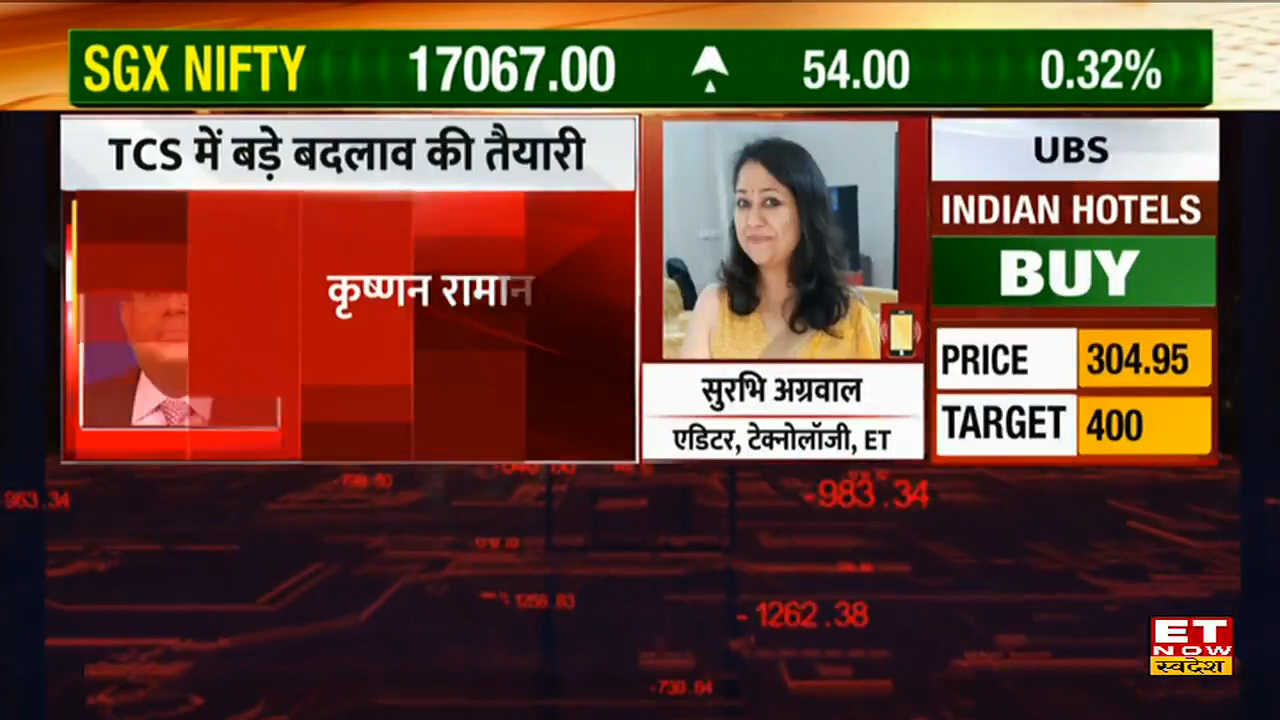 SGX NIFTY 17067.00 54.00 0.32%
TCS में बड़े बदलाव की तैयारी
कृष्णन रामान
सुरभि अग्रवाल
एडिटर, टेक्नोलॉजी, ET
UBS
INDIAN HOTELS
BUY
PRICE 304.95
TARGET 400
983.34
-983.34
-1262.38
ET
NOW
स्वदेश